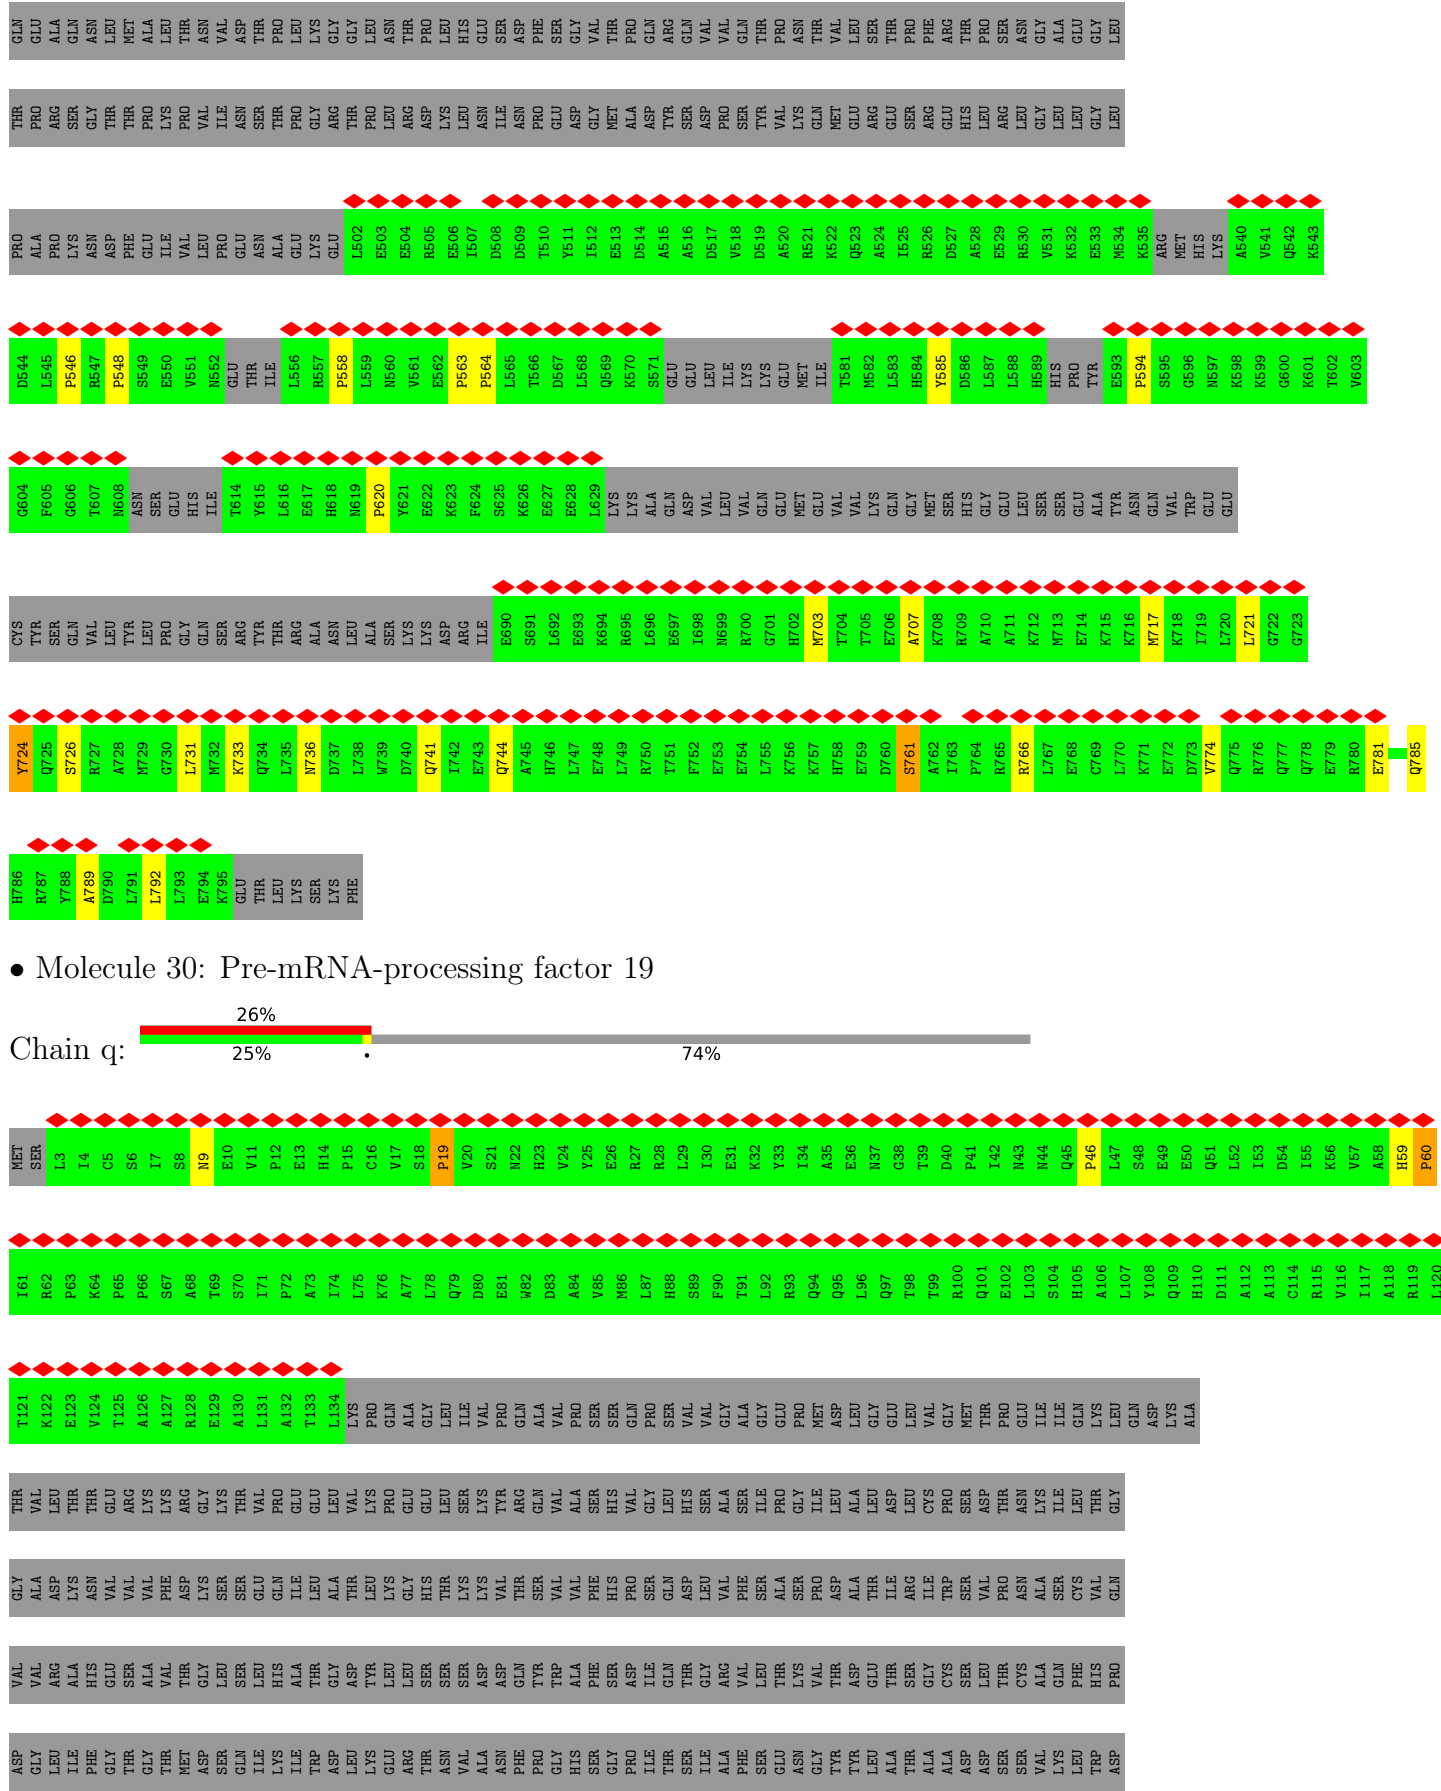 GLN GLU ALA GLN ASN LEU MET ALA LEU THR ASN VAL ASP THR PRO LEU LYS GLY GLY LEU ASN THR PRO LEU HIS GLU SER ASP PHE SER GLY VAL THR PRO GLN ARG GLN VAL VAL GLN THR PRO ASN THR VAL LEU SER THR PRO PHE ARG THR PRO SER ASN GLY ALA GLU GLY LEU
THR PRO ARG SER GLY THR THR PRO LYS PRO VAL ILE ASN SER THR PRO GLY ARG THR PRO LEU ARG ASP LYS LEU ASN ILE ASN PRO GLU ASP GLY MET ALA ASP TYR SER ASP PRO SER TYR VAL LYS GLN MET GLU ARG GLU SER ARG GLU HIS LEU ARG LEU GLY LEU LEU GLY LEU
PRO ALA PRO LYS ASN ASP PHE GLU ILE VAL LEU PRO GLU ASN ALA GLU LYS GLU L502 E503 E504 R505 E506 I507 D508 D509 T510 Y511 I512 E513 D514 A515 A516 D517 V518 D519 A520 R521 K522 Q523 A524 I525 R526 D527 A528 E529 R530 V531 K532 E533 M534 K535 ARG MET HIS LYS A540 V541 Q542 K543
D544 L545 P546 R547 P548 S549 E550 V551 N552 GLU THR ILE L556 R557 P558 L559 N560 V561 E562 P563 P564 L565 T566 D567 L568 Q569 K570 S571 GLU GLU LEU ILE LYS LYS GLU MET ILE T581 M582 L583 H584 Y585 D586 L587 L588 H589 HIS PRO TYR E593 P594 S595 G596 N597 K598 K599 G600 K601 T602 V603
G604 F605 G606 T607 N608 ASN SER GLU HIS ILE T614 Y615 L616 E617 H618 N619 P620 Y621 E622 K623 F624 S625 K626 E627 E628 L629 LYS LYS ALA GLN ASP VAL LEU VAL GLN GLU MET GLU VAL VAL LYS GLN GLY MET SER HIS GLY GLU LEU SER SER GLU ALA TYR ASN GLN VAL TRP GLU GLU
CYS TYR SER GLN VAL LEU TYR LEU PRO GLY GLN SER ARG TYR THR ARG ALA ASN LEU ALA SER LYS LYS ASP ARG ILE E690 S691 L692 E693 K694 R695 L696 E697 I698 N699 R700 G701 H702 M703 T704 T705 E706 A707 K708 R709 A710 A711 K712 M713 E714 K715 K716 M717 K718 I719 L720 L721 G722 G723
Y724 Q725 S726 R727 A728 M729 G730 L731 M732 K733 Q734 L735 N736 D737 L738 W739 D740 Q741 I742 E743 Q744 A745 H746 L747 E748 L749 R750 T751 F752 E753 E754 L755 K756 K757 H758 E759 D760 S761 A762 I763 P764 R765 R766 L767 E768 C769 L770 K771 E772 D773 V774 Q775 R776 Q777 Q778 E779 R780 E781 Q785
H786 R787 Y788 A789 D790 L791 L792 L793 E794 K795 GLU THR LEU LYS SER LYS PHE
• Molecule 30: Pre-mRNA-processing factor 19
26%
Chain q: 25% • 74%
MET SER L3 I4 C5 S6 I7 S8 N9 E10 V11 P12 E13 H14 P15 C16 V17 S18 P19 V20 S21 N22 H23 V24 Y25 E26 R27 R28 L29 I30 E31 K32 Y33 I34 A35 E36 N37 G38 T39 D40 P41 I42 N43 N44 Q45 P46 L47 S48 E49 E50 Q51 L52 I53 D54 I55 K56 V57 A58 H59 P60
I61 R62 P63 K64 P65 P66 S67 A68 T69 S70 I71 P72 A73 I74 L75 K76 A77 L78 Q79 D80 E81 W82 D83 A84 V85 M86 L87 H88 S89 F90 T91 L92 R93 Q94 Q95 L96 Q97 T98 T99 R100 Q101 E102 L103 S104 H105 A106 L107 Y108 Q109 H110 D111 A112 A113 C114 R115 V116 I117 A118 R119 L120
T121 K122 E123 V124 T125 A126 A127 R128 E129 A130 L131 A132 T133 L134 LYS PRO GLN ALA GLY LEU ILE VAL PRO GLN ALA VAL PRO SER SER GLN PRO SER VAL VAL GLY ALA GLY GLU PRO MET ASP LEU GLY GLU LEU VAL GLY MET THR PRO GLU ILE ILE GLN LYS LEU GLN ASP LYS ALA
THR VAL LEU THR THR GLU ARG LYS LYS ARG GLY LYS THR VAL PRO GLU GLU LEU VAL LYS PRO GLU GLU LEU SER LYS TYR ARG GLN VAL ALA SER HIS VAL GLY LEU HIS SER ALA SER ILE PRO GLY ILE LEU ALA LEU ASP LEU CYS PRO SER ASP THR ASN LYS ILE LEU THR GLY
GLY ALA ASP LYS ASN VAL VAL VAL PHE ASP LYS SER SER GLU GLN ILE LEU ALA THR LEU LYS GLY HIS THR LYS LYS VAL THR SER VAL VAL PHE HIS PRO SER GLN ASP LEU VAL PHE SER ALA SER PRO ASP ALA THR ILE ARG ILE TRP SER VAL PRO ASN ALA SER CYS VAL GLN
VAL VAL ARG ALA HIS GLU SER ALA VAL THR GLY LEU SER LEU HIS ALA THR GLY ASP TYR LEU LEU SER SER SER ASP ASP GLN TYR TRP ALA PHE SER ASP ILE GLN THR GLY ARG VAL LEU THR LYS VAL THR ASP GLU THR SER GLY CYS SER LEU THR CYS ALA GLN PHE HIS PRO
ASP GLY LEU ILE PHE GLY THR GLY THR MET ASP SER GLN ILE LYS ILE TRP ASP LEU LYS GLU ARG THR ASN VAL ALA ASN PHE PRO GLY HIS SER GLY PRO ILE THR SER ILE ALA PHE SER GLU ASN GLY TYR TYR LEU ALA THR ALA ALA ASP ASP SER SER VAL LYS LEU TRP ASP